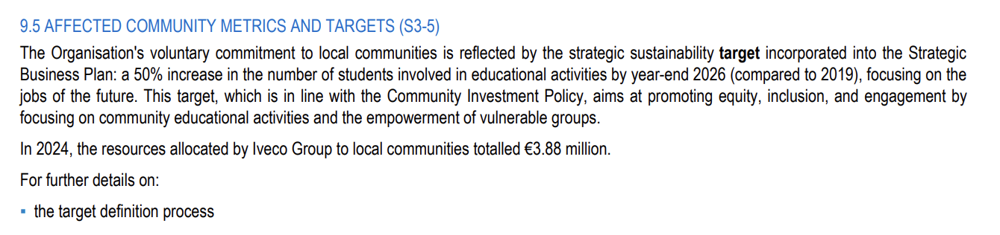 9.5 AFFECTED COMMUNITY METRICS AND TARGETS (S3-5)
The Organisation's voluntary commitment to local communities is reflected by the strategic sustainability target incorporated into the Strategic
Business Plan: a 50% increase in the number of students involved in educational activities by year-end 2026 (compared to 2019), focusing on the
jobs of the future. This target, which is in line with the Community Investment Policy, aims at promoting equity, inclusion, and engagement by
focusing on community educational activities and the empowerment of vulnerable groups.
In 2024, the resources allocated by Iveco Group to local communities totalled €3.88 million.
For further details on:
▪ the target definition process